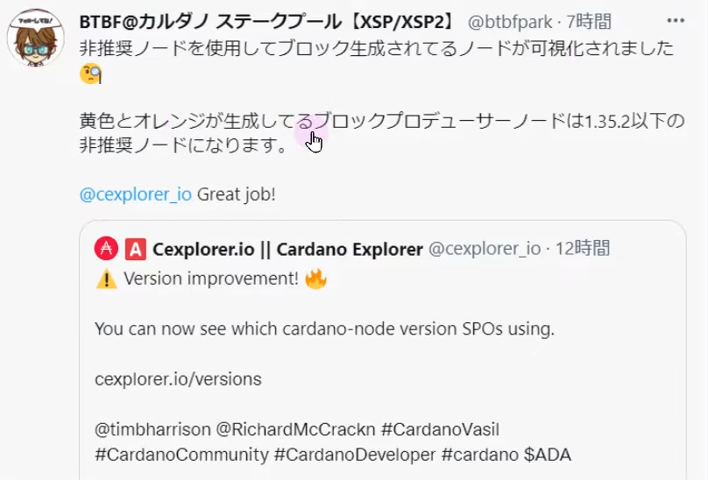 BTBF@カルダノ ステークプール【XSP/XSP2】 @btbfpark · 7時間
非推奨ノードを使用してブロック生成されてるノードが可視化されました
🧐
黄色とオレンジが生成してるブロックプロデューサーノードは1.35.2以下の
非推奨ノードになります。
@cexplorer_io Great job!
🅰 Cexplorer.io || Cardano Explorer @cexplorer_io · 12時間
⚠️ Version improvement! 🔥
You can now see which cardano-node version SPOs using.
cexplorer.io/versions
@timbharrison @RichardMcCrackn #CardanoVasil
#CardanoCommunity #CardanoDeveloper #cardano $ADA